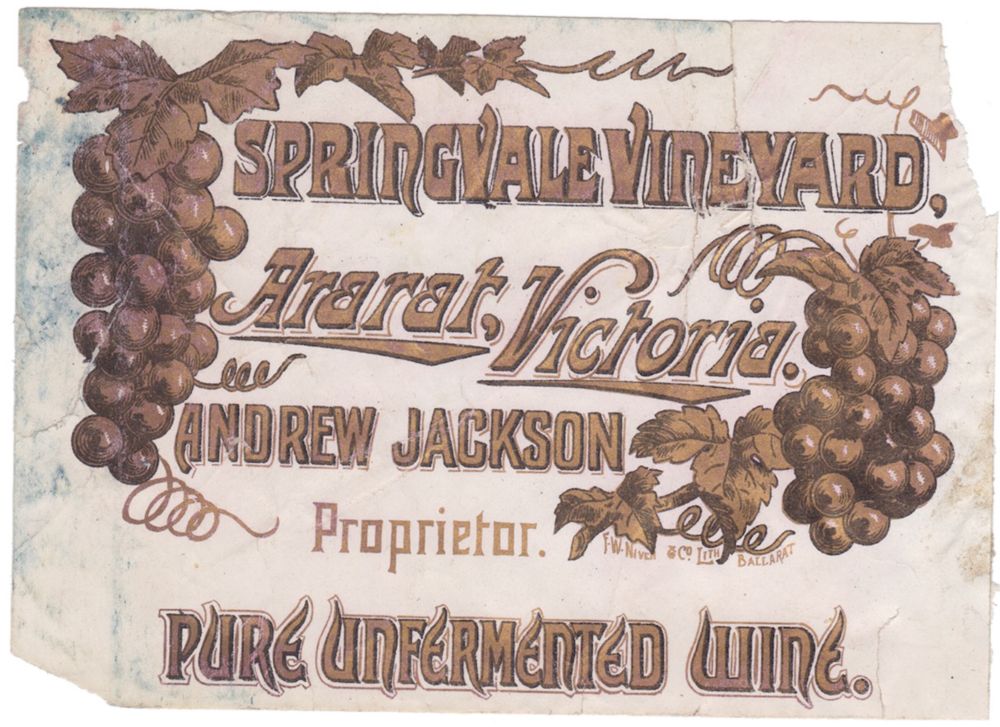 SPRINGVALE VINEYARD,
Ararat, Victoria.
ANDREW JACKSON
Proprietor.
F. W. NIVEN & CO LITH BALLARAT
PURE UNFERMENTED WINE.